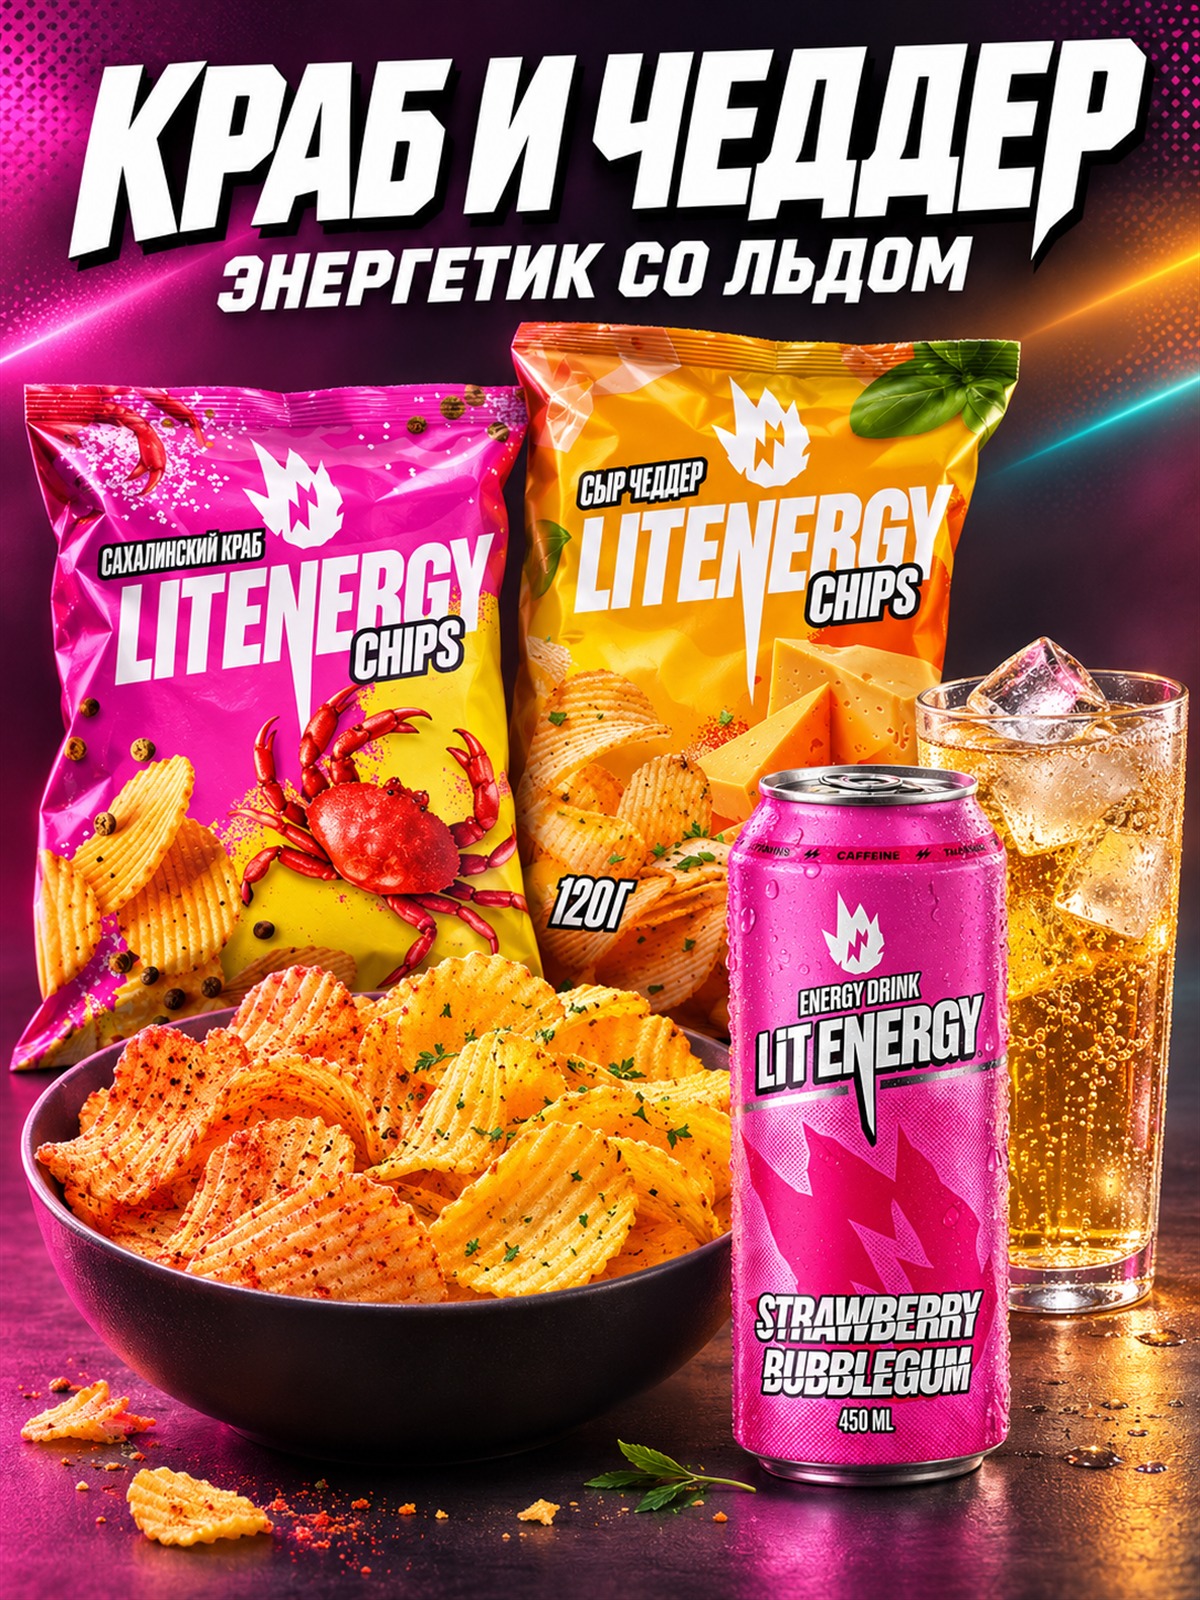 КРАБ И ЧЕДДЕР
ЭНЕРГЕТИК СО ЛЬДОМ
САХАЛИНСКИЙ КРАБ
LITENERGY
CHIPS
СЫР ЧЕДДЕР
LITENERGY
CHIPS
120Г
CAFFEINE
ENERGY DRINK
LIT ENERGY
STRAWBERRY
BUBBLEGUM
450 ML